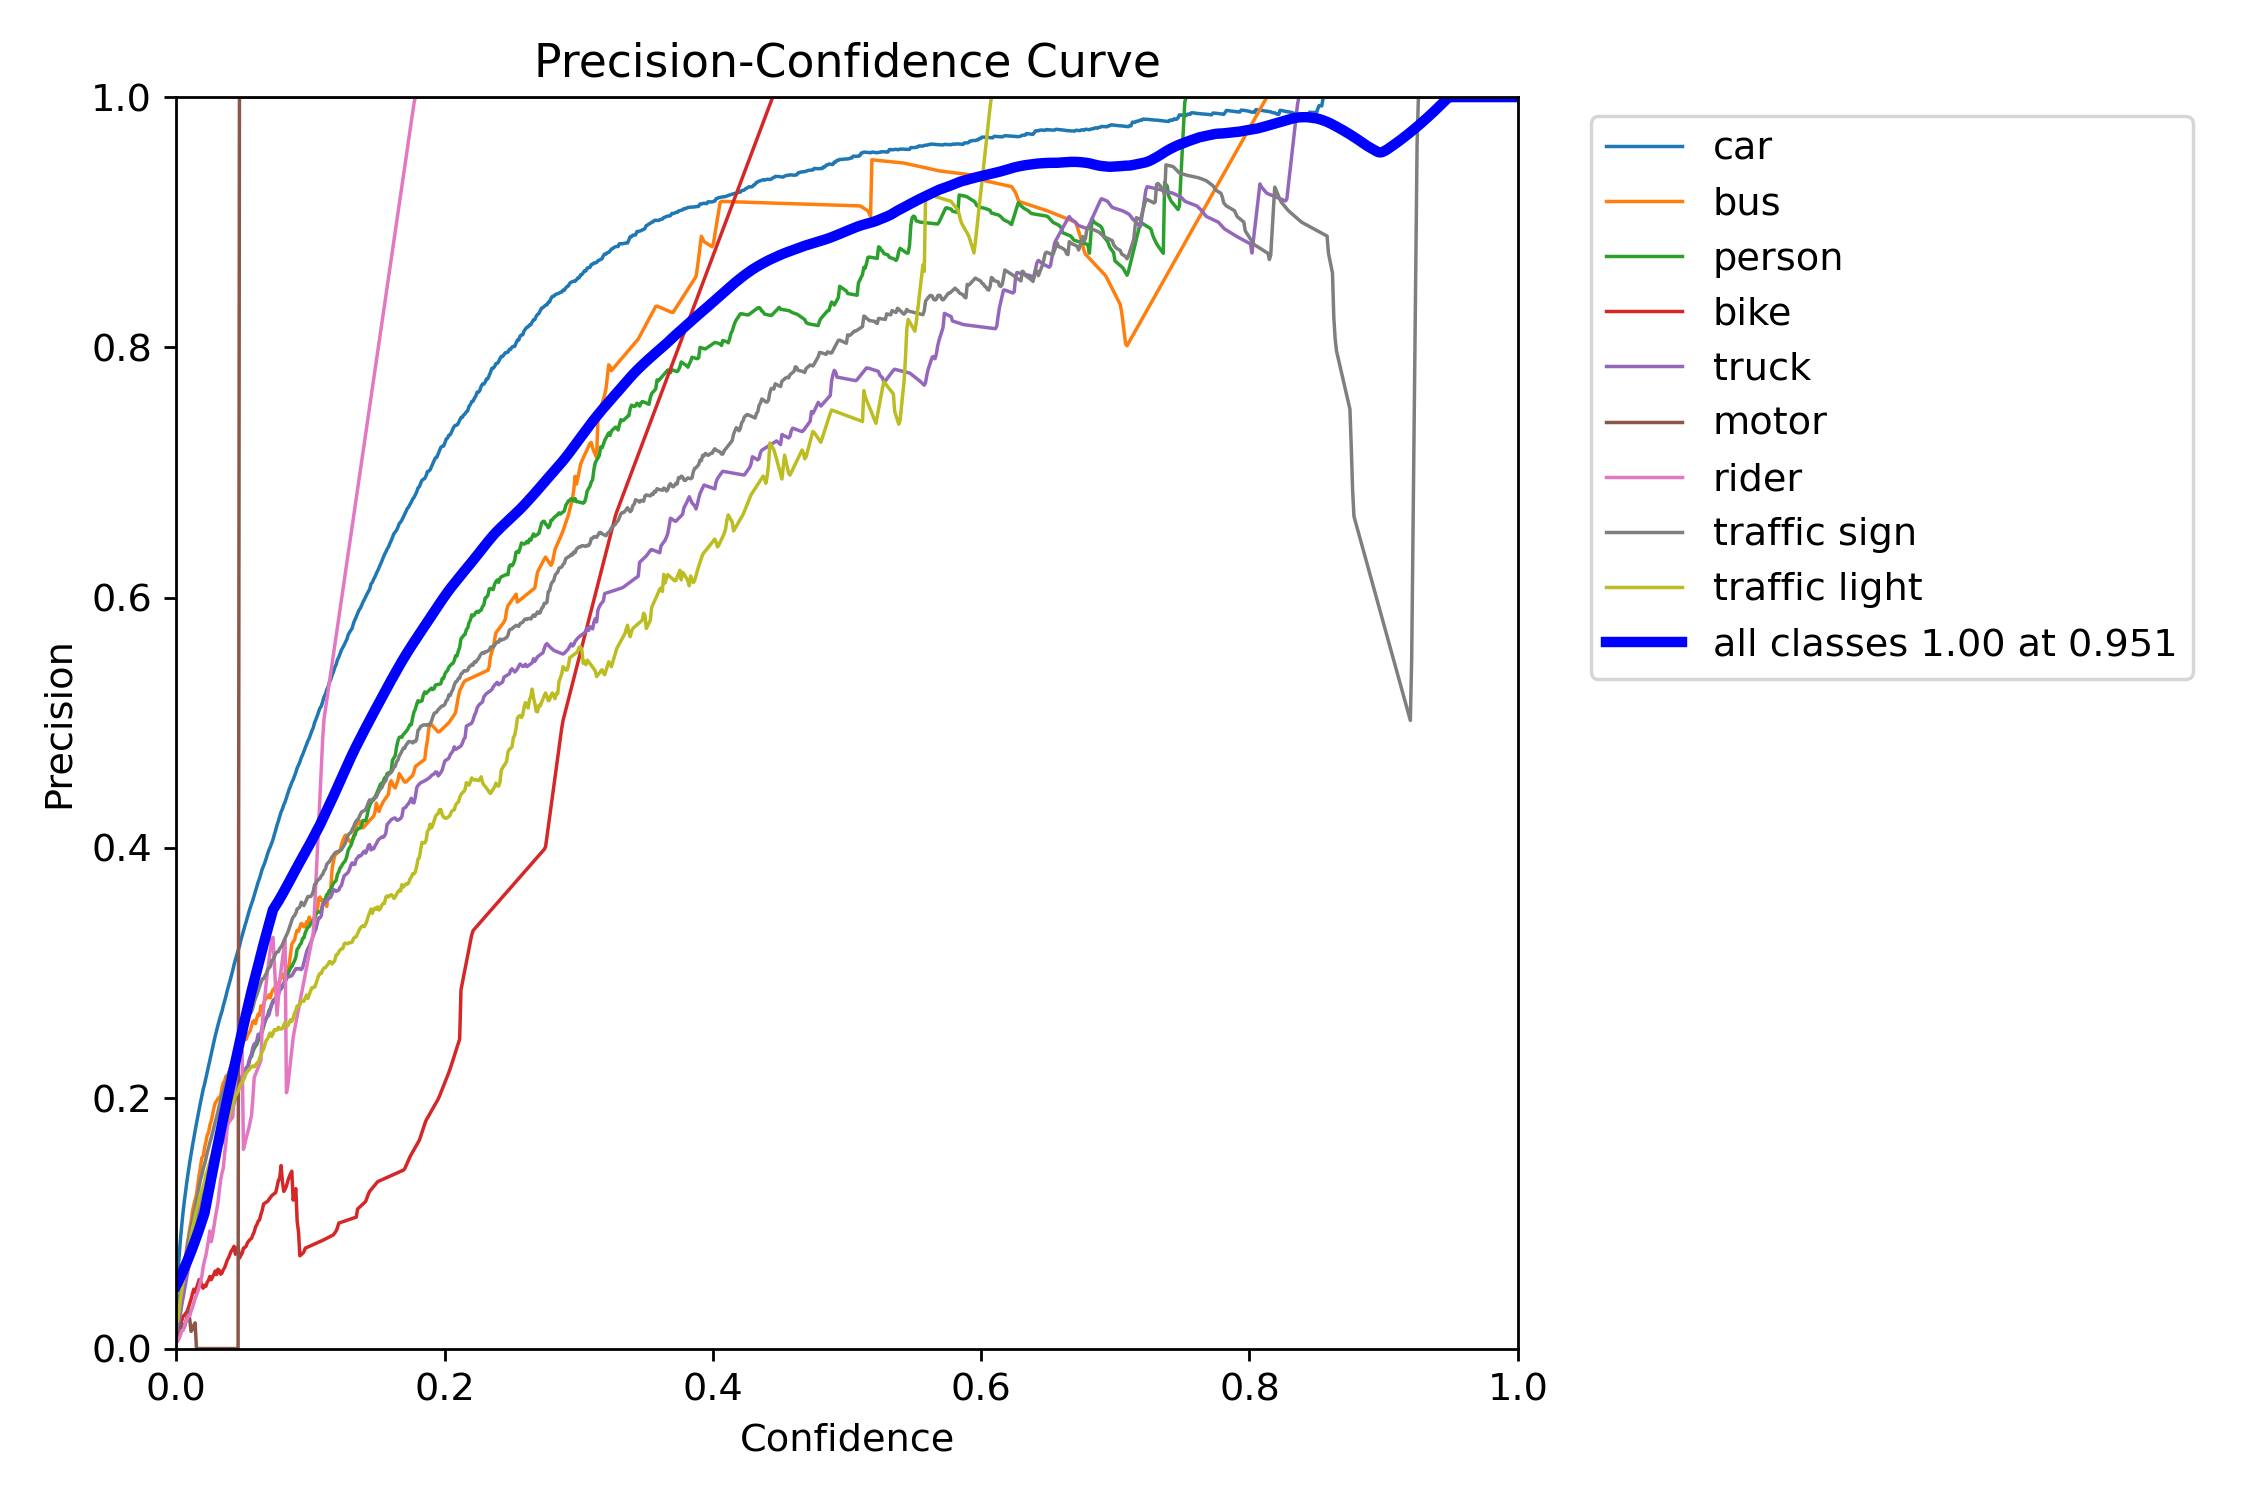 Precision-Confidence Curve
1.0
0.8
0.6
0.4
0.2
0.0
Precision
0.0 0.2 0.4 0.6 0.8 1.0
Confidence
car
bus
person
bike
truck
motor
rider
traffic sign
traffic light
all classes 1.00 at 0.951